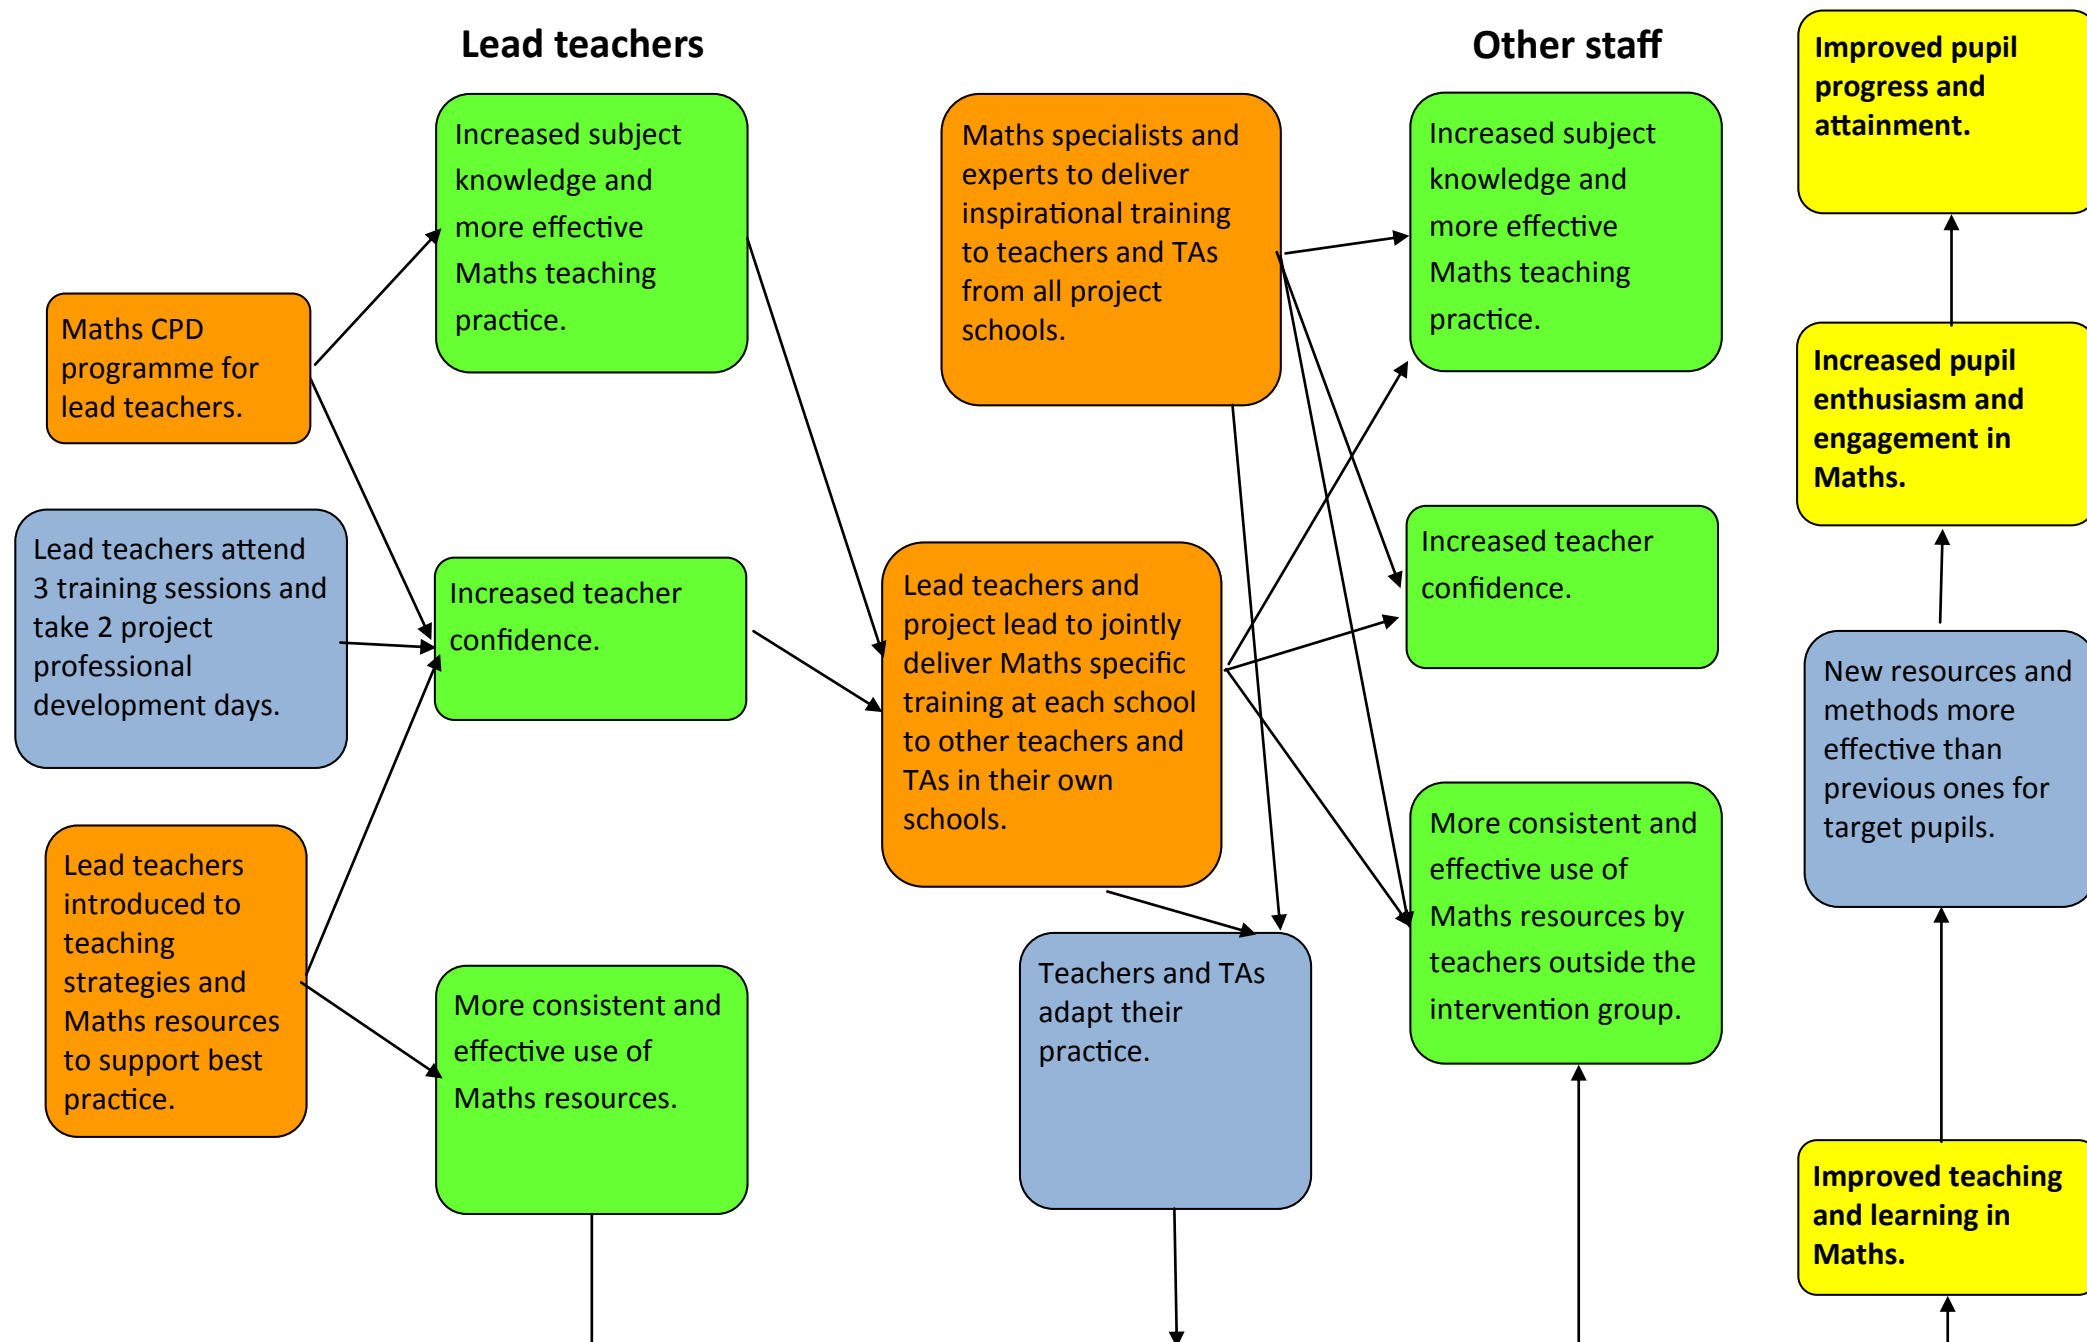 Lead teachers
Other staff
Maths CPD
programme for
lead teachers.
Lead teachers attend
3 training sessions and
take 2 project
professional
development days.
Lead teachers
introduced to
teaching
strategies and
Maths resources
to support best
practice.
Increased subject
knowledge and
more effective
Maths teaching
practice.
Increased teacher
confidence.
More consistent and
effective use of
Maths resources.
Maths specialists and
experts to deliver
inspirational training
to teachers and TAs
from all project
schools.
Lead teachers and
project lead to jointly
deliver Maths specific
training at each school
to other teachers and
TAs in their own
schools.
Teachers and TAs
adapt their
practice.
Increased subject
knowledge and
more effective
Maths teaching
practice.
Increased teacher
confidence.
More consistent and
effective use of
Maths resources by
teachers outside the
intervention group.
Improved pupil
progress and
attainment.
Increased pupil
enthusiasm and
engagement in
Maths.
New resources and
methods more
effective than
previous ones for
target pupils.
Improved teaching
and learning in
Maths.